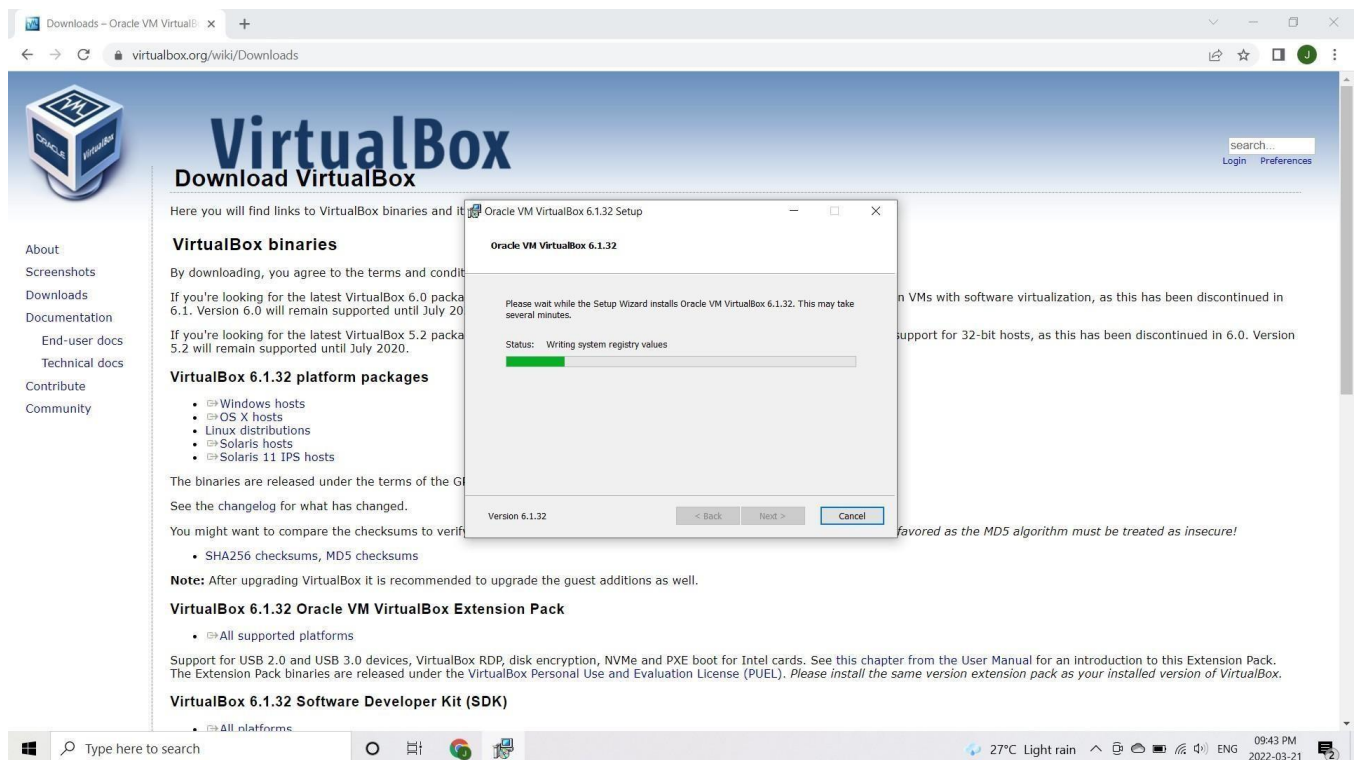 Downloads – Oracle VM VirtualB
virtualbox.org/wiki/Downloads
J
ORACLE
VirtualBox
VirtualBox
search...
Login Preferences
Download VirtualBox
Here you will find links to VirtualBox binaries and it
About
Screenshots
Downloads
Documentation
End-user docs
Technical docs
Contribute
Community
VirtualBox binaries
By downloading, you agree to the terms and condit
If you're looking for the latest VirtualBox 6.0 packa
n VMs with software virtualization, as this has been discontinued in
6.1. Version 6.0 will remain supported until July 20
If you're looking for the latest VirtualBox 5.2 packa
support for 32-bit hosts, as this has been discontinued in 6.0. Version
5.2 will remain supported until July 2020.
VirtualBox 6.1.32 platform packages
Windows hosts
OS X hosts
Linux distributions
Solaris hosts
Solaris 11 IPS hosts
The binaries are released under the terms of the G
See the changelog for what has changed.
You might want to compare the checksums to verif
favored as the MD5 algorithm must be treated as insecure!
SHA256 checksums, MD5 checksums
Note: After upgrading VirtualBox it is recommended to upgrade the guest additions as well.
VirtualBox 6.1.32 Oracle VM VirtualBox Extension Pack
All supported platforms
Support for USB 2.0 and USB 3.0 devices, VirtualBox RDP, disk encryption, NVMe and PXE boot for Intel cards. See this chapter from the User Manual for an introduction to this Extension Pack.
The Extension Pack binaries are released under the VirtualBox Personal Use and Evaluation License (PUEL). Please install the same version extension pack as your installed version of VirtualBox.
VirtualBox 6.1.32 Software Developer Kit (SDK)
All platforms
Oracle VM VirtualBox 6.1.32 Setup
Oracle VM VirtualBox 6.1.32
Please wait while the Setup Wizard installs Oracle VM VirtualBox 6.1.32. This may take
several minutes.
Status: Writing system registry values
Version 6.1.32
< Back Next > Cancel
Type here to search
27°C Light rain
ENG
09:43 PM
2022-03-21
2